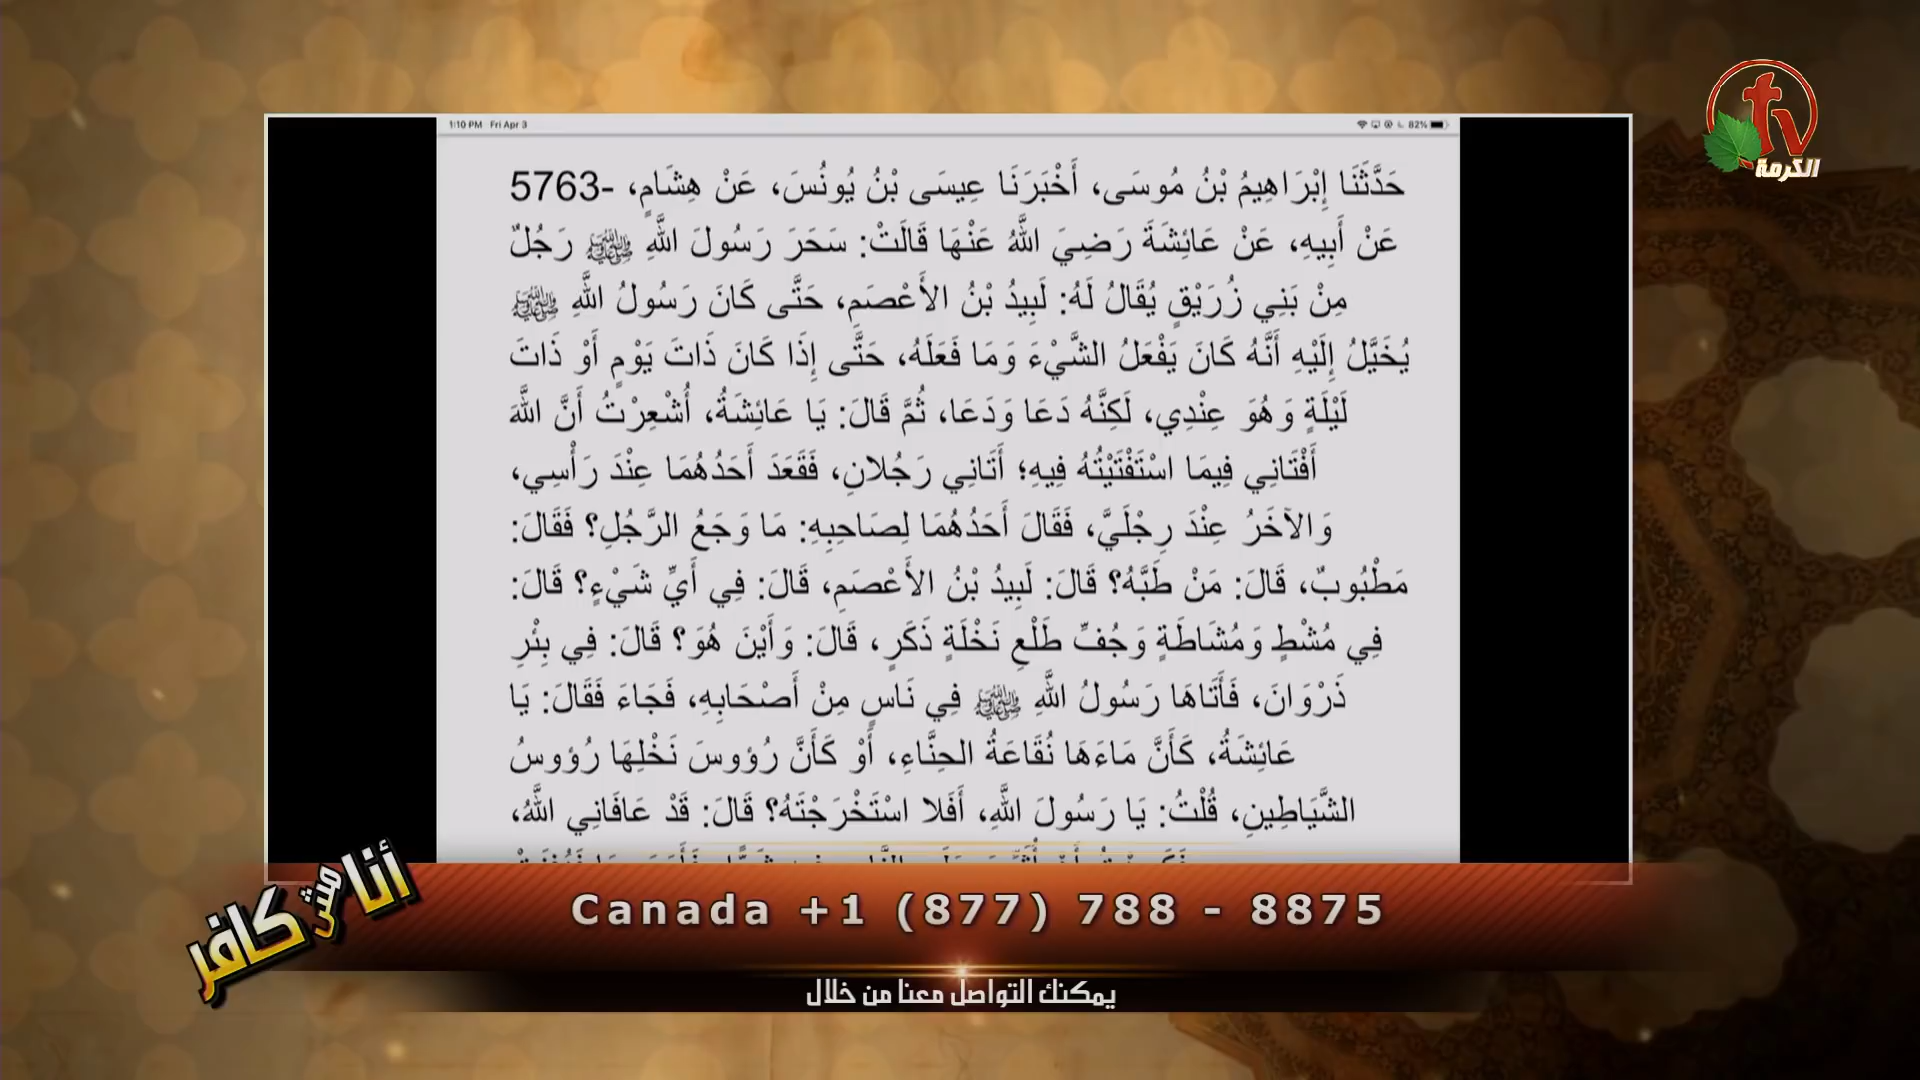 1:10 PM Fri Apr 3
82%
5763- حَدَّثَنَا إِبْرَاهِيمُ بْنُ مُوسَى، أَخْبَرَنَا عِيسَى بْنُ يُونُسَ، عَنْ هِشَامٍ،
عَنْ أَبِيهِ، عَنْ عَائِشَةَ رَضِيَ اللَّهُ عَنْهَا قَالَتْ: سَحَرَ رَسُولَ اللَّهِ ﷺ رَجُلٌ
مِنْ بَنِي زُرَيْقٍ يُقَالُ لَهُ: لَبِيدُ بْنُ الأَعْصَمِ، حَتَّى كَانَ رَسُولُ اللَّهِ ﷺ
يُخَيَّلُ إِلَيْهِ أَنَّهُ كَانَ يَفْعَلُ الشَّيْءَ وَمَا فَعَلَهُ، حَتَّى إِذَا كَانَ ذَاتَ يَوْمٍ أَوْ ذَاتَ
لَيْلَةٍ وَهُوَ عِنْدِي، لَكِنَّهُ دَعَا وَدَعَا، ثُمَّ قَالَ: يَا عَائِشَةُ، أَشْعِرْتُ أَنَّ اللَّهَ
أَفْتَانِي فِيمَا اسْتَفْتَيْتُهُ فِيهِ؛ أَتَانِي رَجُلانِ، فَقَعَدَ أَحَدُهُمَا عِنْدَ رَأْسِي،
وَالآخَرُ عِنْدَ رِجْلَيَّ، فَقَالَ أَحَدُهُمَا لِصَاحِبِهِ: مَا وَجَعُ الرَّجُلِ؟ فَقَالَ:
مَطْبُوبٌ، قَالَ: مَنْ طَبَّهُ؟ قَالَ: لَبِيدُ بْنُ الأَعْصَمِ، قَالَ: فِي أَيِّ شَيْءٍ؟ قَالَ:
فِي مُشْطٍ وَمُشَاطَةٍ وَجُفِّ طَلْعِ نَخْلَةٍ ذَكَرٍ، قَالَ: وَأَيْنَ هُوَ؟ قَالَ: فِي بِئْرِ
ذَرْوَانَ، فَأَتَاهَا رَسُولُ اللَّهِ ﷺ فِي نَاسٍ مِنْ أَصْحَابِهِ، فَجَاءَ فَقَالَ: يَا
عَائِشَةُ، كَأَنَّ مَاءَهَا نُقَاعَةُ الحِنَّاءِ، أَوْ كَأَنَّ رُؤوسَ نَخْلِهَا رُؤوسُ
الشَّيَاطِينِ، قُلْتُ: يَا رَسُولَ اللَّهِ، أَفَلا اسْتَخْرَجْتَهُ؟ قَالَ: قَدْ عَافَانِي اللَّهُ،
Canada +1 (877) 788 - 8875
يمكنك التواصل معنا من خلال
أنا مش كافر
tv
الكرمة